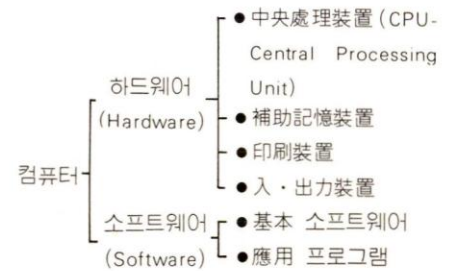 컴퓨터
하드웨어
(Hardware)
● 中央處理裝置 (CPU-
Central Processing
Unit)
● 補助記憶裝置
● 印刷裝置
● 入・出力裝置
소프트웨어
(Software)
● 基本 소프트웨어
● 應用 프로그램